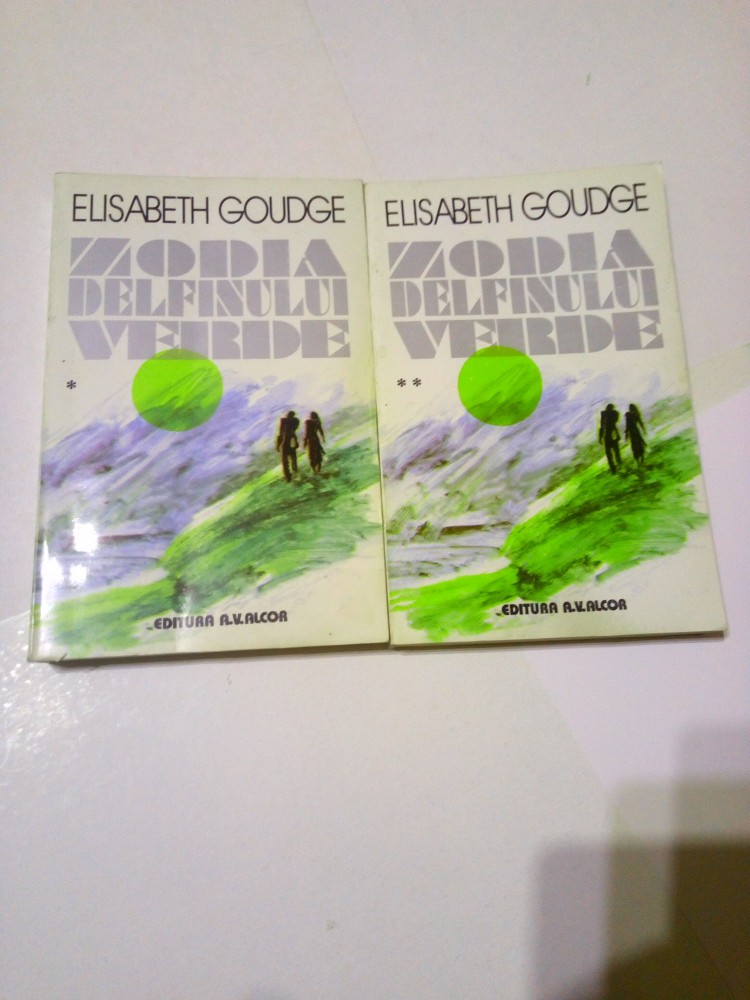 ELISABETH GOUDGE
ZODIA
DELFINULUI
VERDE
*
EDITURA A.V. ALCOR
ELISABETH GOUDGE
ZODIA
DELFINULUI
VERDE
**
EDITURA A.V. ALCOR